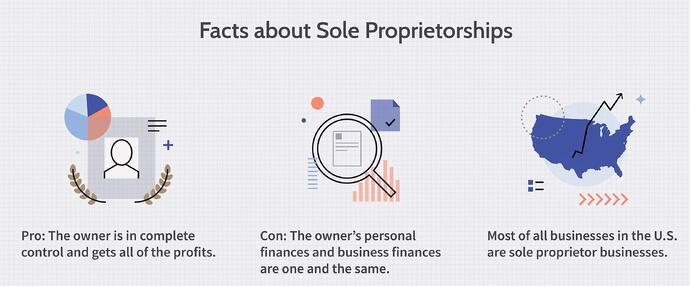 Facts about Sole Proprietorships
Pro: The owner is in complete
control and gets all of the profits.
Con: The owner’s personal
finances and business finances
are one and the same.
Most of all businesses in the U.S.
are sole proprietor businesses.